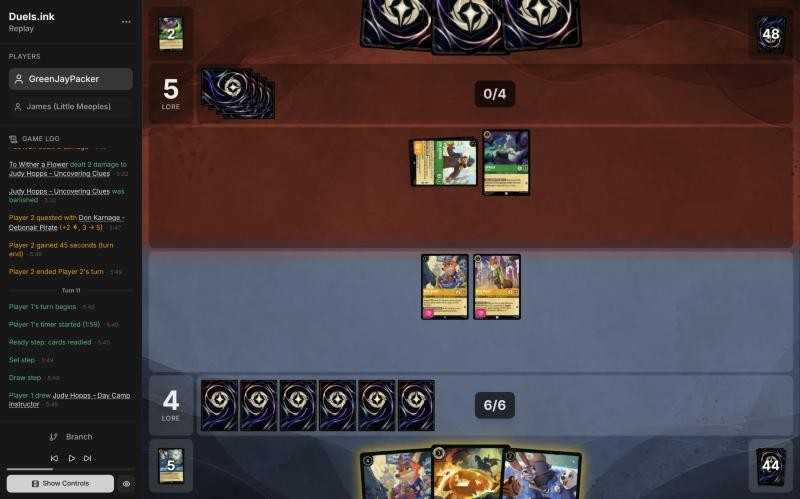 Duels.ink
Replay
PLAYERS
GreenJayPacker
James (Little Meeples)
GAME LOG
To Wither a Flower dealt 2 damage to
Judy Hopps - Uncovering Clues · 5:32
Judy Hopps - Uncovering Clues was
banished · 5:32
Player 2 quested with Don Karnage -
Debonair Pirate (+2 , 3 → 5) · 5:47
Player 2 gained 45 seconds (turn
end) · 5:49
Player 2 ended Player 2's turn · 5:49
Turn 11
Player 1's turn begins · 5:49
Player 1's timer started (1:59) · 5:49
Ready step: cards readied · 5:49
Set step · 5:49
Draw step · 5:49
Player 1 drew Judy Hopps - Day Camp
Instructor · 5:49
Branch
Show Controls
2
48
5
LORE
0/4
4
LORE
6/6
5
44